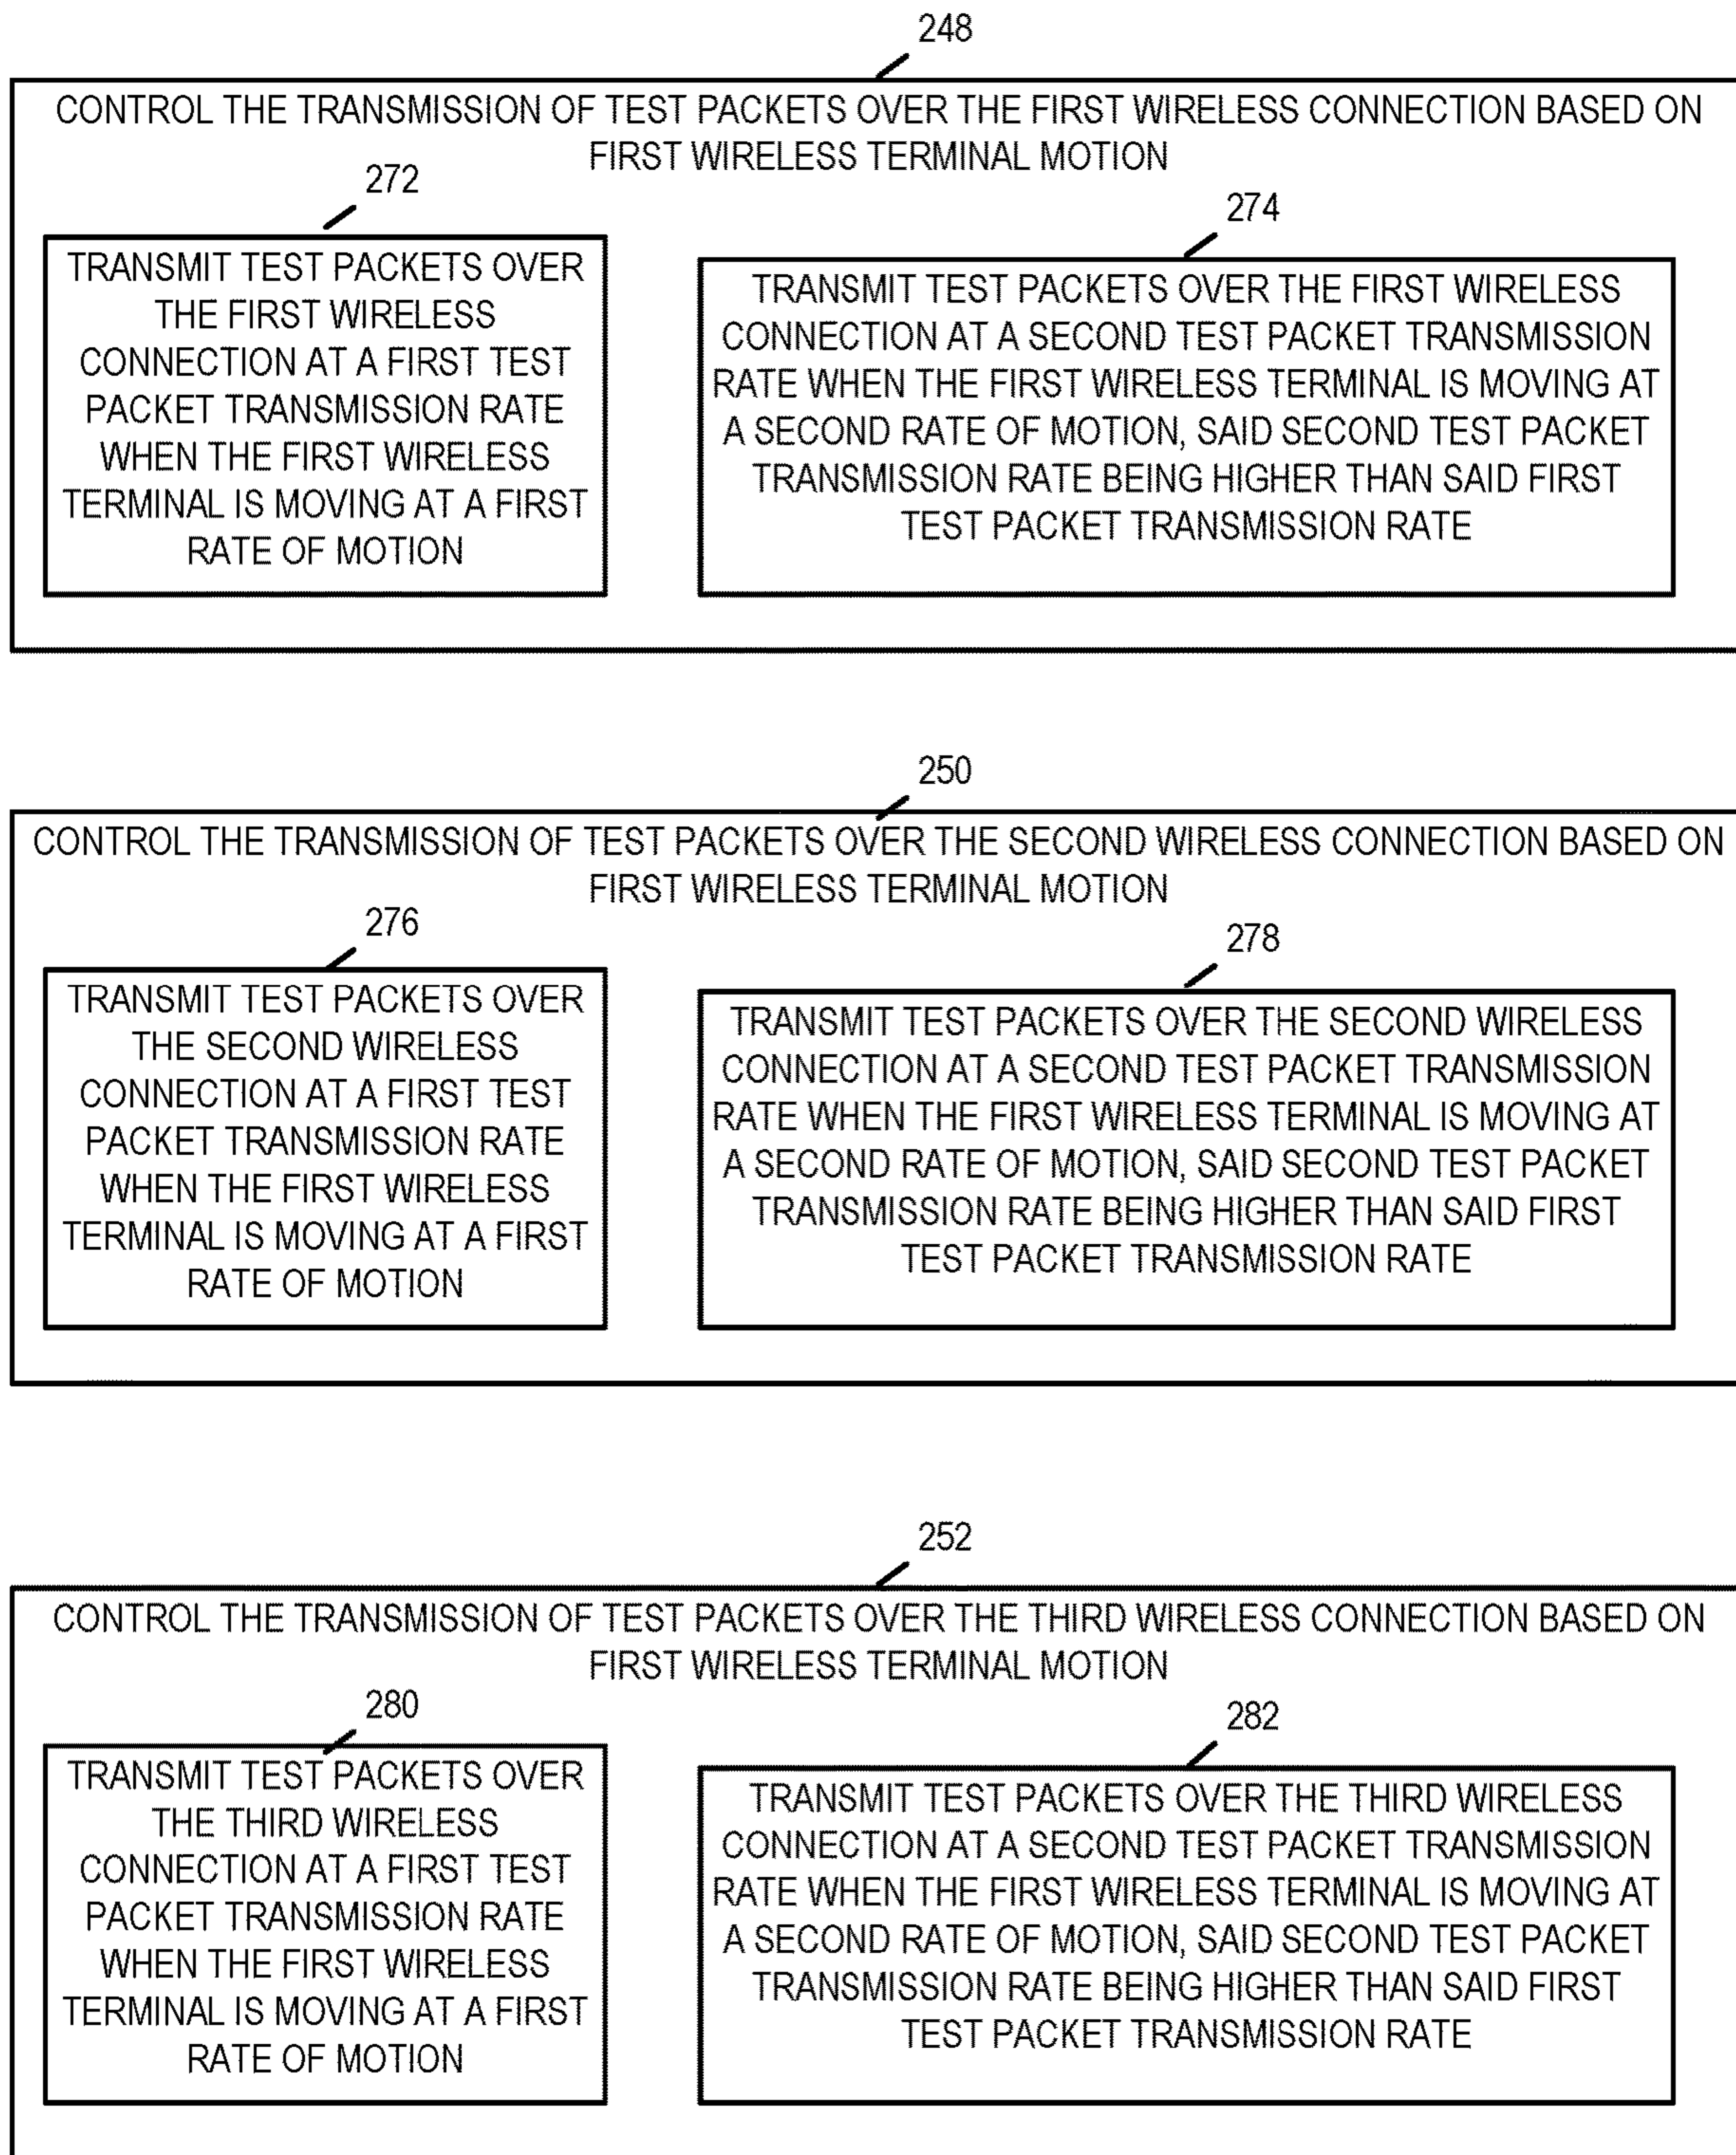 248
CONTROL THE TRANSMISSION OF TEST PACKETS OVER THE FIRST WIRELESS CONNECTION BASED ON
FIRST WIRELESS TERMINAL MOTION
272
TRANSMIT TEST PACKETS OVER
THE FIRST WIRELESS
CONNECTION AT A FIRST TEST
PACKET TRANSMISSION RATE
WHEN THE FIRST WIRELESS
TERMINAL IS MOVING AT A FIRST
RATE OF MOTION
274
TRANSMIT TEST PACKETS OVER THE FIRST WIRELESS
CONNECTION AT A SECOND TEST PACKET TRANSMISSION
RATE WHEN THE FIRST WIRELESS TERMINAL IS MOVING AT
A SECOND RATE OF MOTION, SAID SECOND TEST PACKET
TRANSMISSION RATE BEING HIGHER THAN SAID FIRST
TEST PACKET TRANSMISSION RATE
250
CONTROL THE TRANSMISSION OF TEST PACKETS OVER THE SECOND WIRELESS CONNECTION BASED ON
FIRST WIRELESS TERMINAL MOTION
276
TRANSMIT TEST PACKETS OVER
THE SECOND WIRELESS
CONNECTION AT A FIRST TEST
PACKET TRANSMISSION RATE
WHEN THE FIRST WIRELESS
TERMINAL IS MOVING AT A FIRST
RATE OF MOTION
278
TRANSMIT TEST PACKETS OVER THE SECOND WIRELESS
CONNECTION AT A SECOND TEST PACKET TRANSMISSION
RATE WHEN THE FIRST WIRELESS TERMINAL IS MOVING AT
A SECOND RATE OF MOTION, SAID SECOND TEST PACKET
TRANSMISSION RATE BEING HIGHER THAN SAID FIRST
TEST PACKET TRANSMISSION RATE
252
CONTROL THE TRANSMISSION OF TEST PACKETS OVER THE THIRD WIRELESS CONNECTION BASED ON
FIRST WIRELESS TERMINAL MOTION
280
TRANSMIT TEST PACKETS OVER
THE THIRD WIRELESS
CONNECTION AT A FIRST TEST
PACKET TRANSMISSION RATE
WHEN THE FIRST WIRELESS
TERMINAL IS MOVING AT A FIRST
RATE OF MOTION
282
TRANSMIT TEST PACKETS OVER THE THIRD WIRELESS
CONNECTION AT A SECOND TEST PACKET TRANSMISSION
RATE WHEN THE FIRST WIRELESS TERMINAL IS MOVING AT
A SECOND RATE OF MOTION, SAID SECOND TEST PACKET
TRANSMISSION RATE BEING HIGHER THAN SAID FIRST
TEST PACKET TRANSMISSION RATE